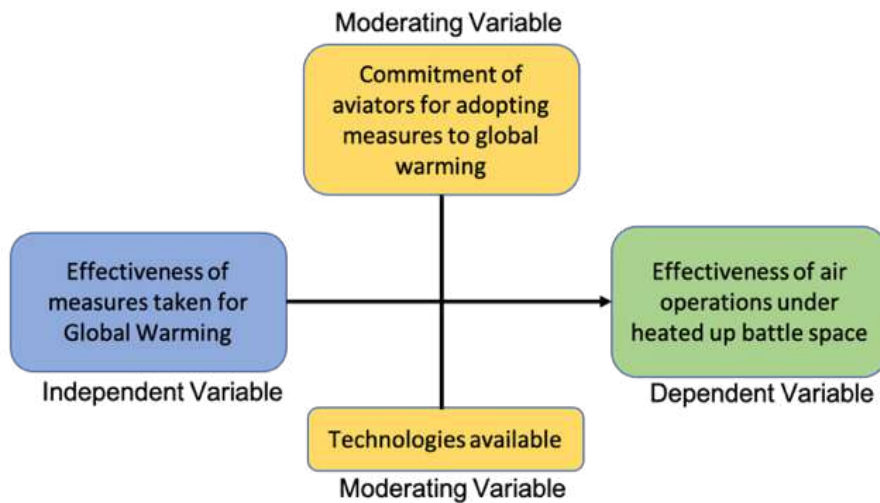 Moderating Variable
Commitment of
aviators for adopting
measures to global
warming
Effectiveness of
measures taken for
Global Warming
Independent Variable
Effectiveness of air
operations under
heated up battle space
Dependent Variable
Technologies available
Moderating Variable